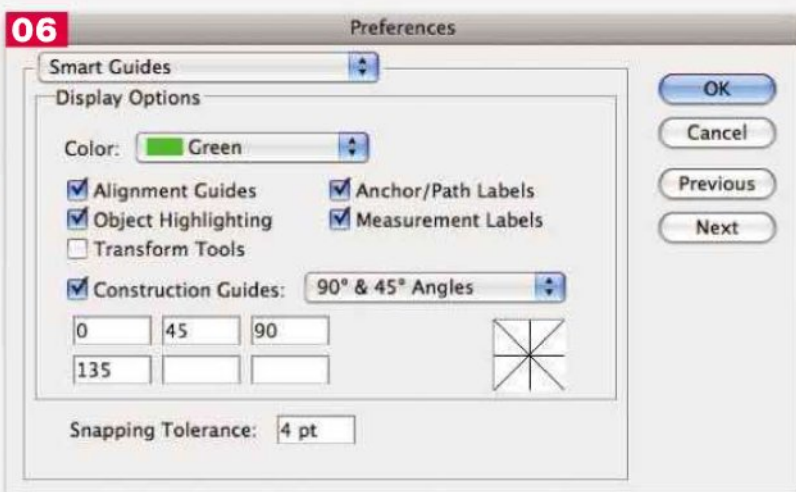 06
Preferences
Smart Guides
Display Options
Color: Green
Alignment Guides
Anchor/Path Labels
Object Highlighting
Measurement Labels
Transform Tools
Construction Guides: 90° & 45° Angles
0 45 90
135
Snapping Tolerance: 4 pt
OK
Cancel
Previous
Next